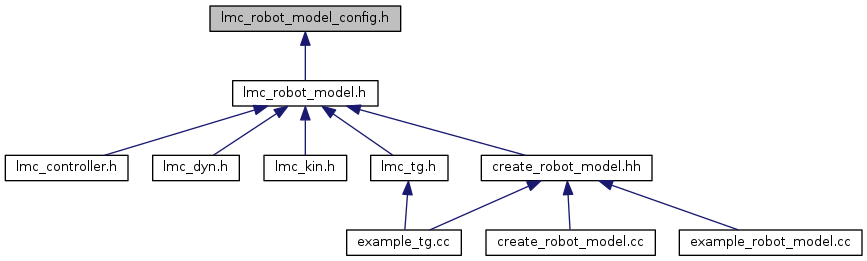 lmc_robot_model_config.h
lmc_robot_model.h
lmc_controller.h
lmc_dyn.h
lmc_kin.h
lmc_tg.h
create_robot_model.hh
example_tg.cc
create_robot_model.cc
example_robot_model.cc